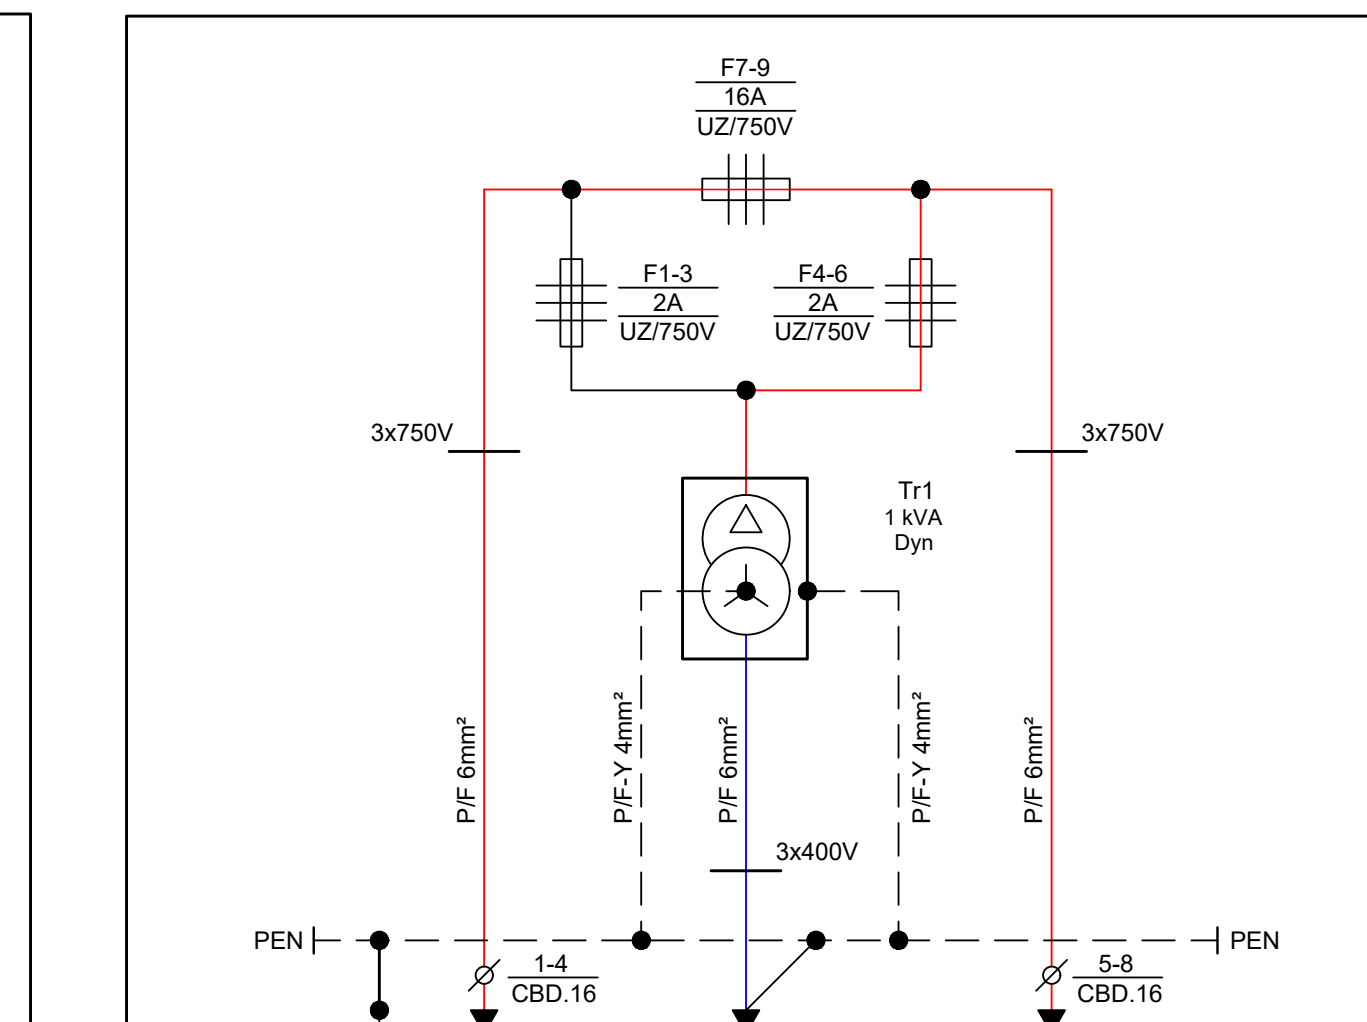 F7-9
16A
UZ/750V
F1-3
2A
UZ/750V
F4-6
2A
UZ/750V
3x750V
3x750V
Tr1
1 kVA
Dyn
P/F 6mm²
P/F-Y 4mm²
P/F 6mm²
P/F-Y 4mm²
P/F 6mm²
3x400V
PEN
PEN
1-4
CBD.16
5-8
CBD.16